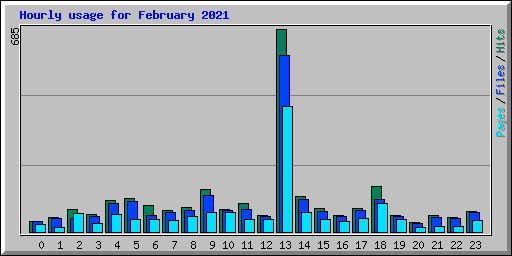 Hourly usage for February 2021
685
Pages / Files / Hits
0 1 2 3 4 5 6 7 8 9 10 11 12 13 14 15 16 17 18 19 20 21 22 23